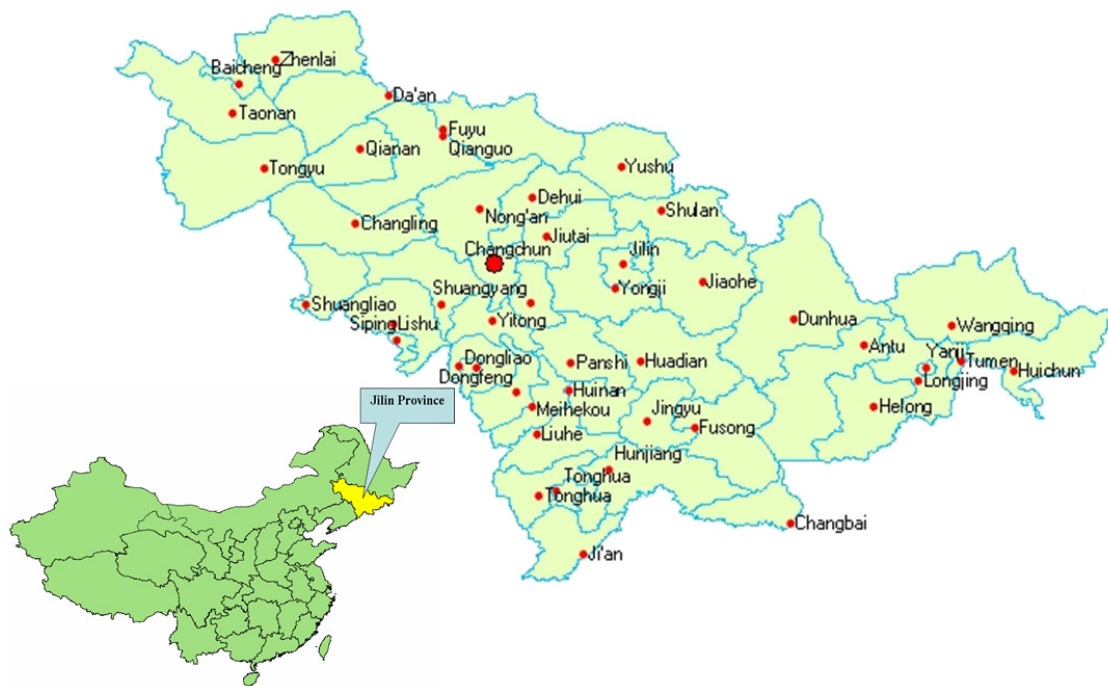 Zhenlai
Baicheng
Da'an
Taonan
Fuyu
Qianguo
Qianan
Tongyu
Yushu
Dehui
Shulan
Nong'an
Changling
Jiutai
Changchun
Jilin
Jiaohe
Shuangyang
Yongji
Shuangliao
Siping
Lishu
Yitong
Dunhua
Wangqing
Antu
Yanji
Tumen
Dongliao
Panshi
Huadian
Huichun
Dongfeng
Longjing
Huinan
Meihekou
Helong
Jingyu
Fusong
Liuhe
Hunjiang
Tonghua
Tonghua
Changbai
Ji'an
Jilin Province